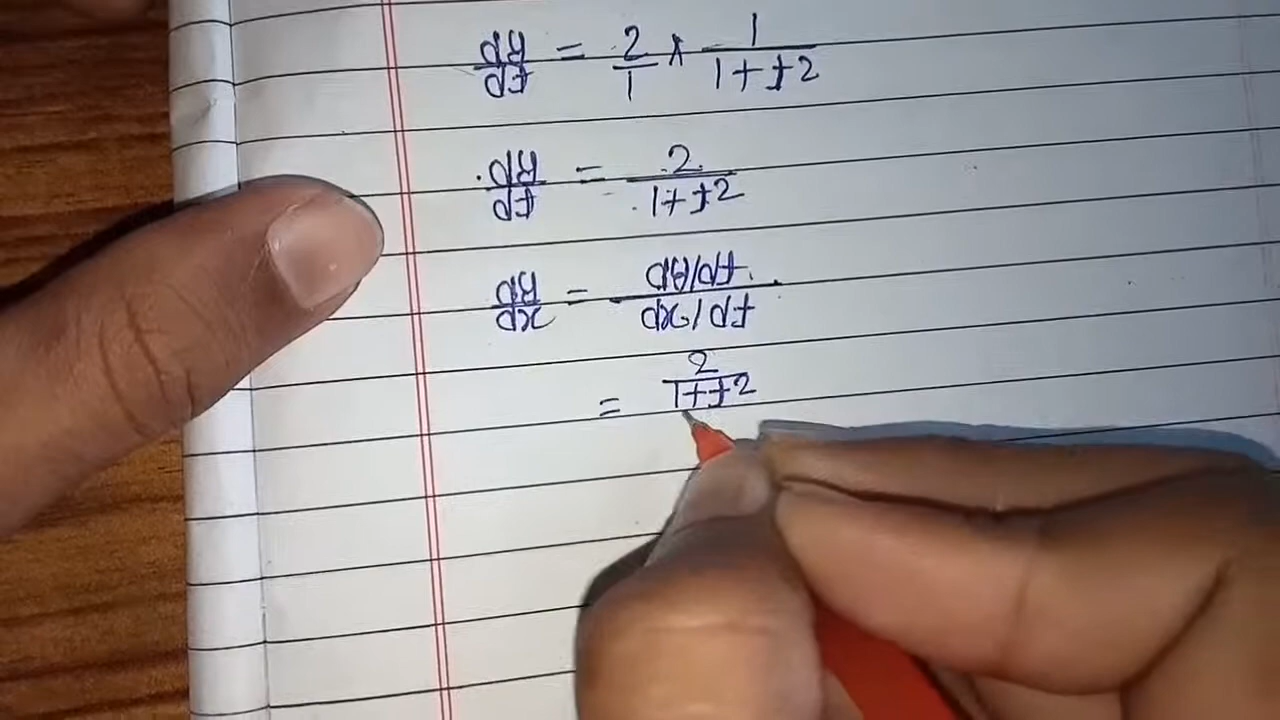 dy/dt = 2/1 × 1/1+t2
dy/dt = 2/1+t2
dy/dx = dy/dt / dx/dt
= 2/1+t2